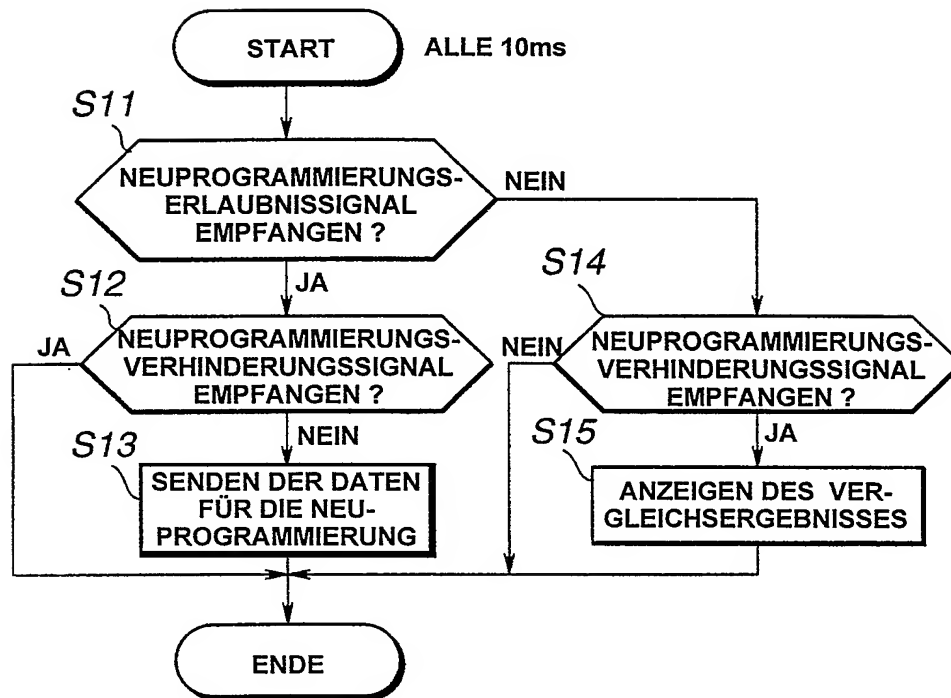 START
ALLE 10ms
S11
NEUPROGRAMMIERUNGS-
ERLAUBNISSIGNAL
EMPFANGEN ?
NEIN
JA
S12
NEUPROGRAMMIERUNGS-
VERHINDERUNGSSIGNAL
EMPFANGEN ?
JA
NEIN
S13
SENDEN DER DATEN
FÜR DIE NEU-
PROGRAMMIERUNG
S14
NEUPROGRAMMIERUNGS-
VERHINDERUNGSSIGNAL
EMPFANGEN ?
NEIN
JA
S15
ANZEIGEN DES VER-
GLEICHSERGEBNISSES
ENDE